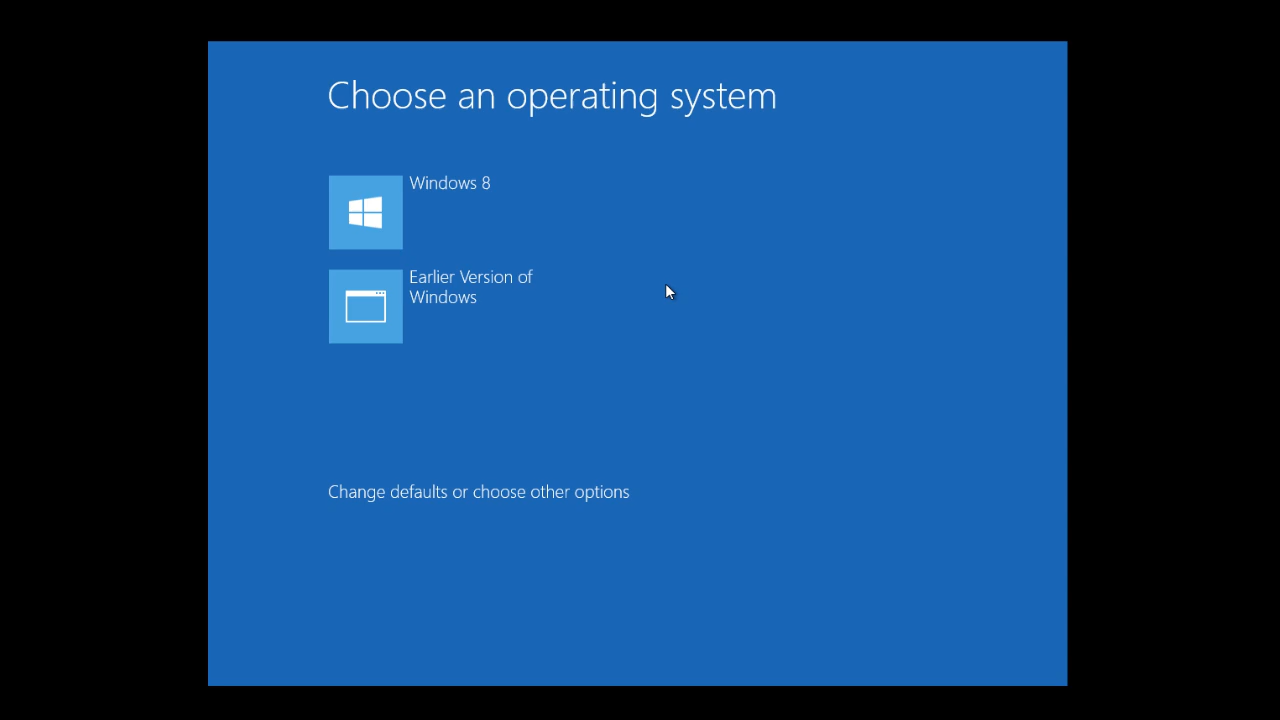 Choose an operating system
Windows 8
Earlier Version of
Windows
Change defaults or choose other options